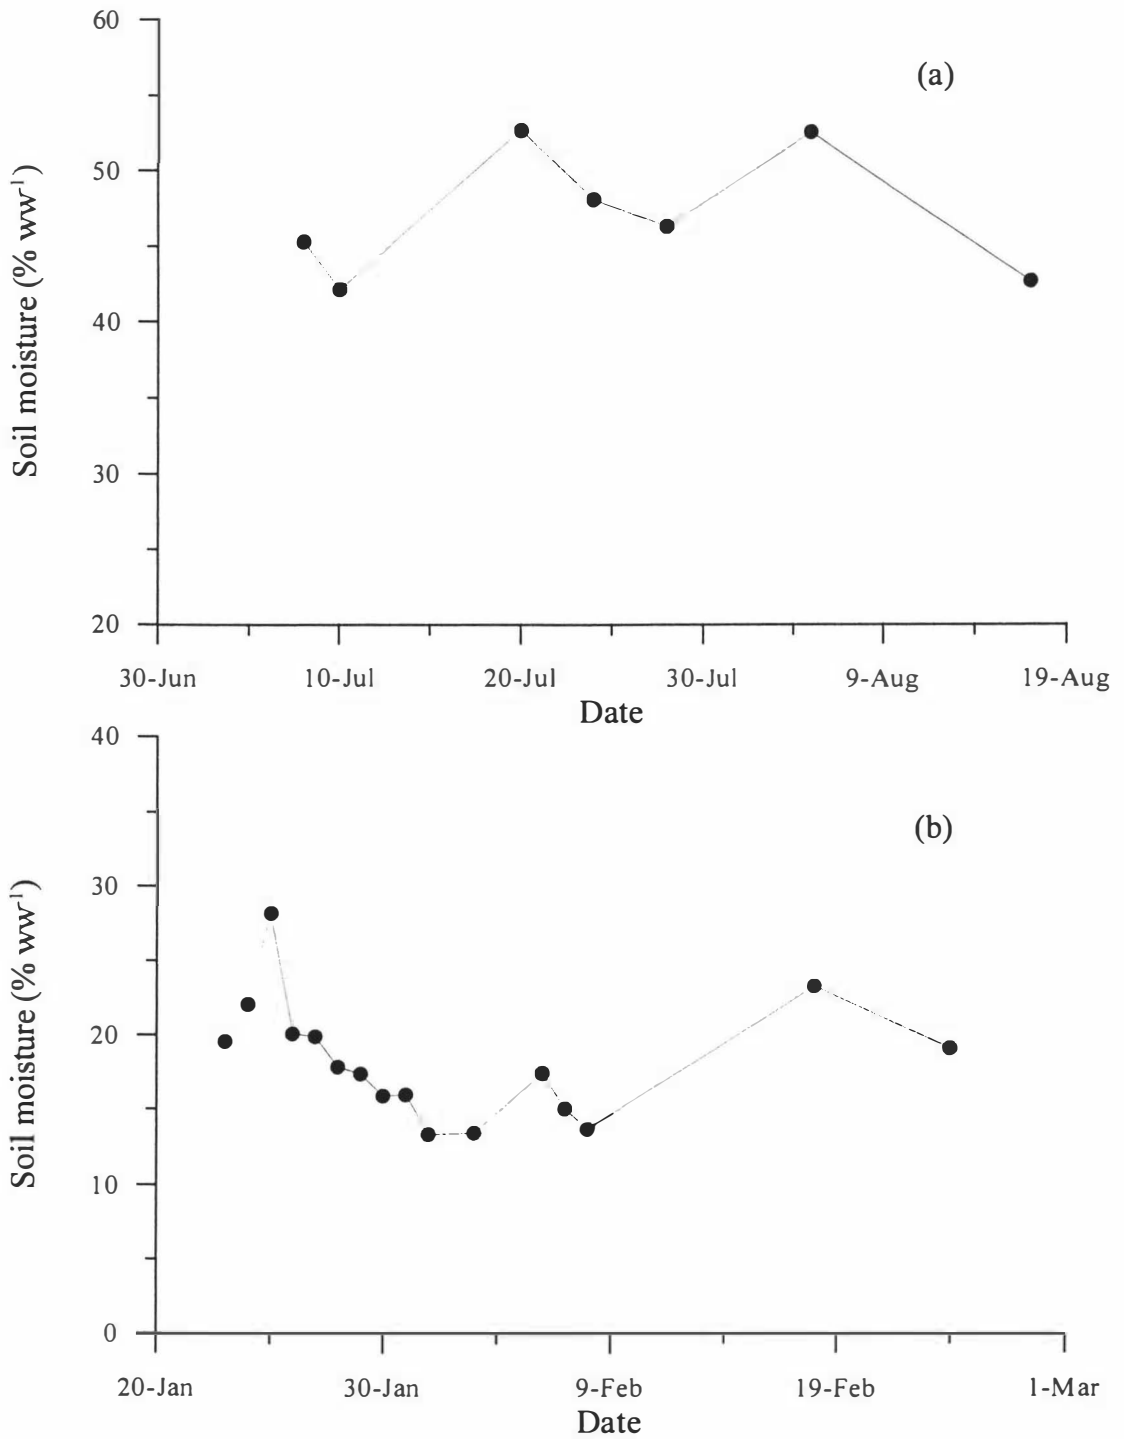 60
(a)
50
40
30
20
Soil moisture (% ww⁻¹)
30-Jun 10-Jul 20-Jul 30-Jul 9-Aug 19-Aug
Date
40
(b)
30
20
10
0
Soil moisture (% ww⁻¹)
20-Jan 30-Jan 9-Feb 19-Feb 1-Mar
Date